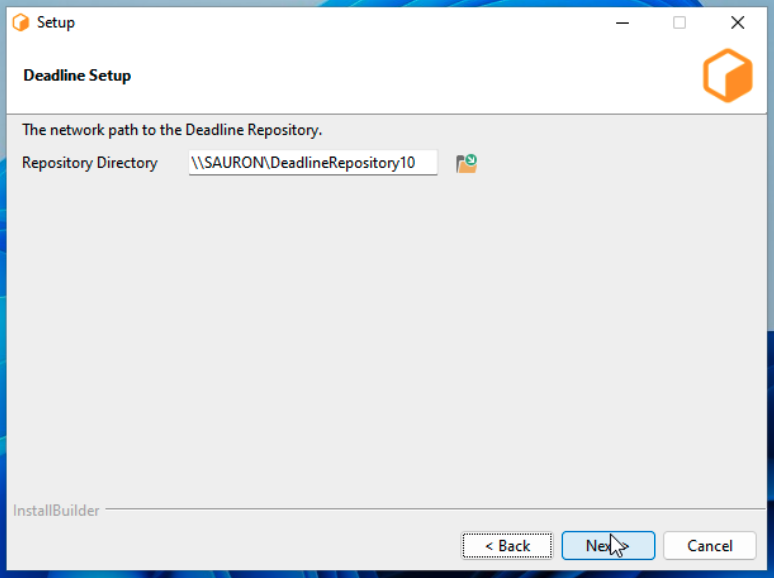 Setup
Deadline Setup
The network path to the Deadline Repository.
Repository Directory \\SAURON\DeadlineRepository10
InstallBuilder
< Back Next > Cancel